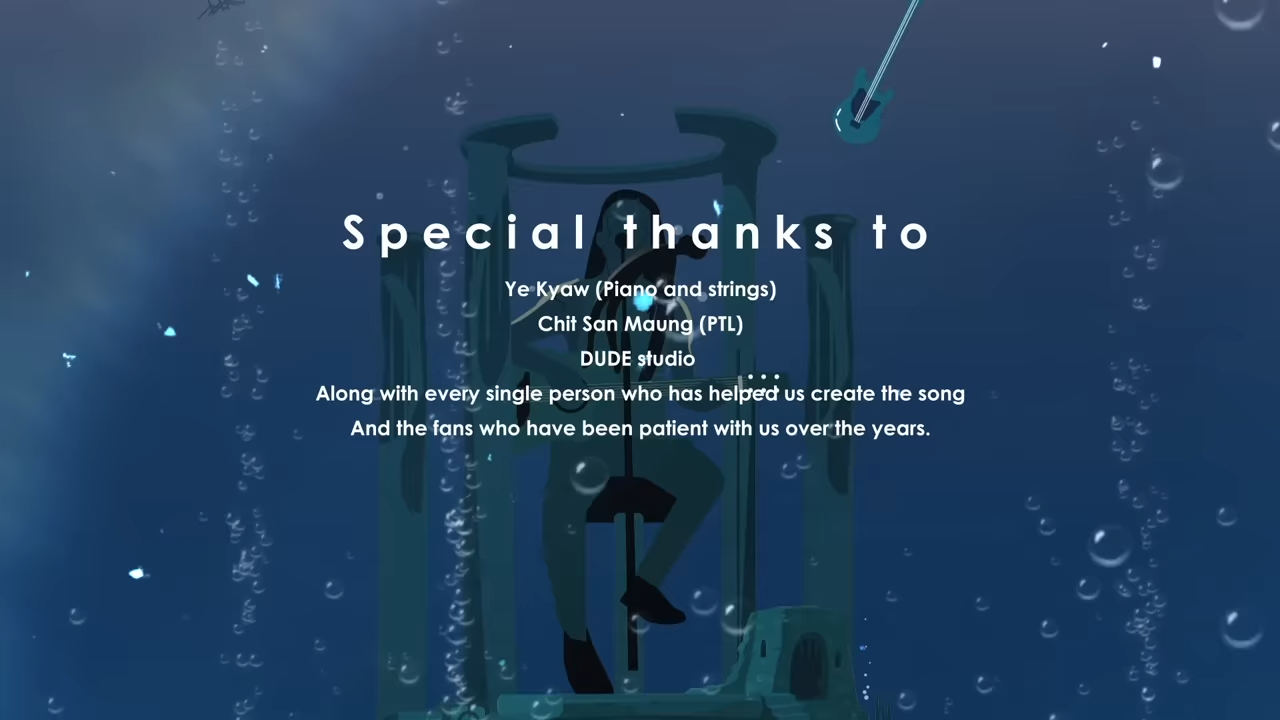 Special thanks to
Ye Kyaw (Piano and strings)
Chit San Maung (PTL)
DUDE studio
Along with every single person who has helped us create the song
And the fans who have been patient with us over the years.